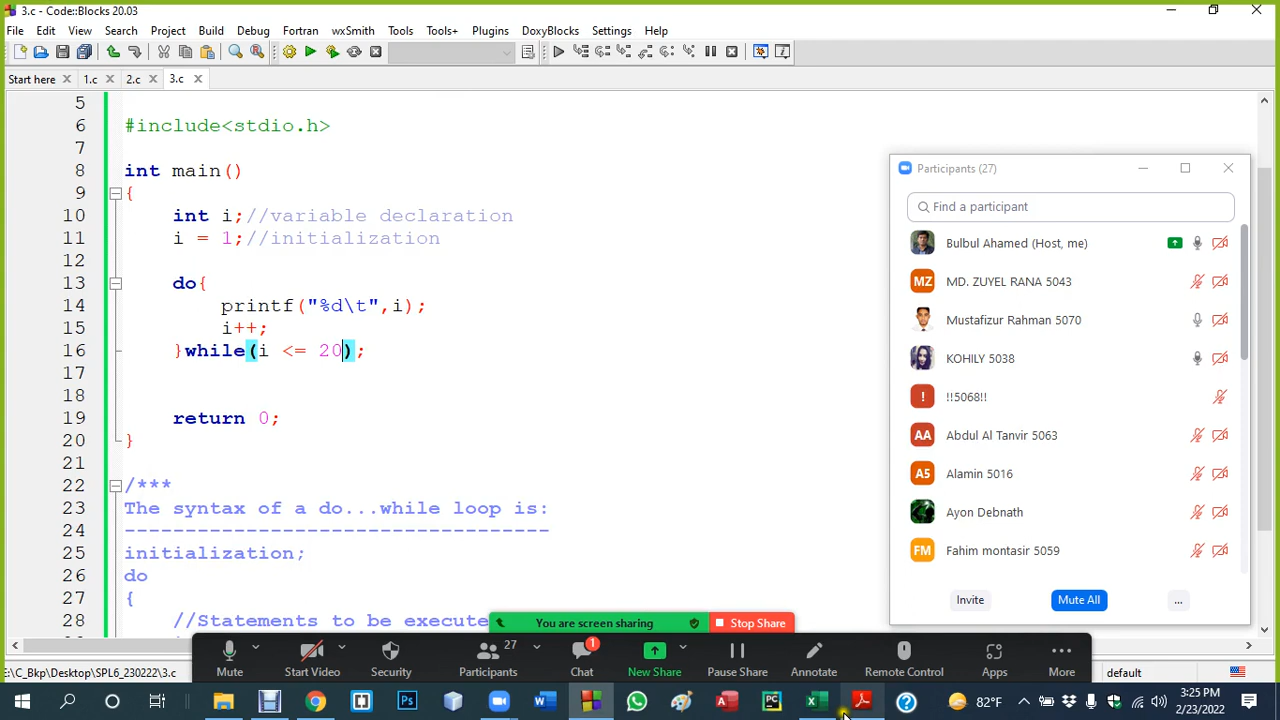 3.c - Code::Blocks 20.03
File Edit View Search Project Build Debug Fortran wxSmith Tools Tools+ Plugins DoxyBlocks Settings Help
Start here 1.c 2.c 3.c
5
6 #include<stdio.h>
7
8 int main()
9 {
10 int i;//variable declaration
11 i = 1;//initialization
12
13 do{
14 printf("%d\t",i);
15 i++;
16 }while(i <= 20);
17
18
19 return 0;
20 }
21
22 /***
23 The syntax of a do...while loop is:
24 -----------------------------------
25 initialization;
26 do
27 {
28 //Statements to be execute
Participants (27)
Find a participant
Bulbul Ahamed (Host, me)
MZ MD. ZUYEL RANA 5043
Mustafizur Rahman 5070
KOHILY 5038
! !!5068!!
AA Abdul Al Tanvir 5063
A5 Alamin 5016
Ayon Debnath
FM Fahim montasir 5059
Invite Mute All ...
You are screen sharing Stop Share
27 1
Mute Start Video Security Participants Chat New Share Pause Share Annotate Remote Control Apps More
C_Bkp\Desktop\SPL6_230222\3.c
default
82°F
3:25 PM
2/23/2022